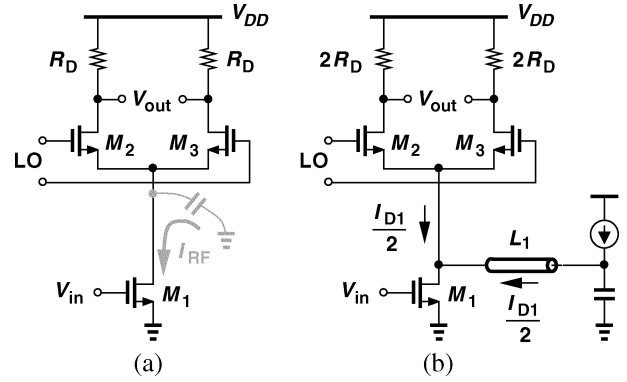 V_DD
R_D
R_D
V_out
M_2
M_3
LO
I_RF
V_in
M_1
(a)
V_DD
2R_D
2R_D
V_out
M_2
M_3
LO
I_D1
2
L_1
V_in
M_1
I_D1
2
(b)